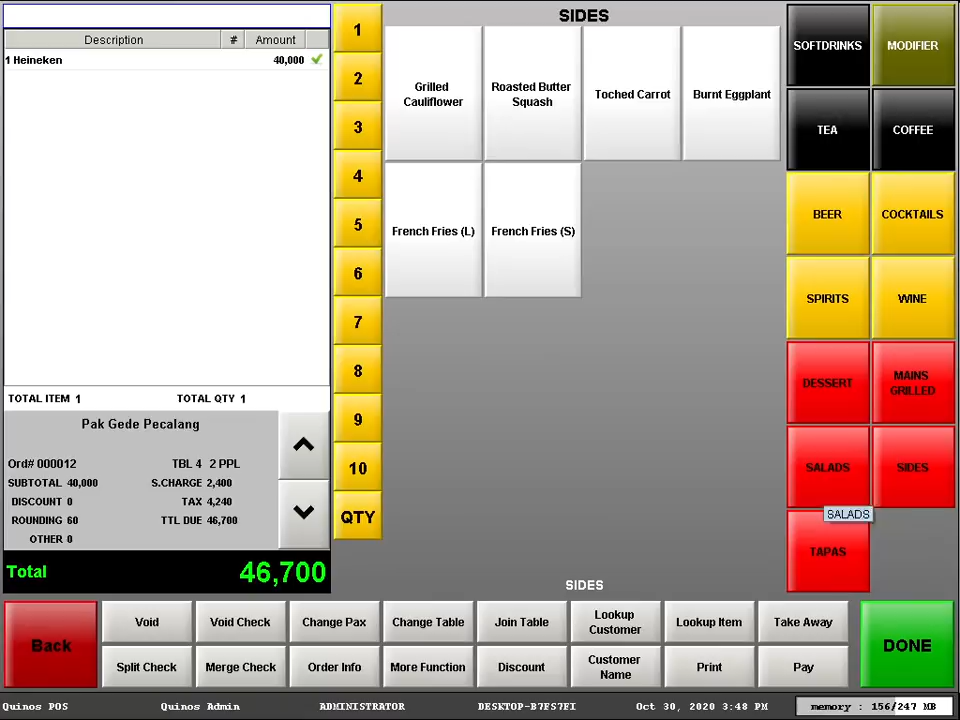 Description # Amount
1 Heineken 40,000
TOTAL ITEM 1 TOTAL QTY 1
Pak Gede Pecalang
Ord# 000012 TBL 4 2 PPL
SUBTOTAL 40,000 S.CHARGE 2,400
DISCOUNT 0 TAX 4,240
ROUNDING 60 TTL DUE 46,700
OTHER 0
Total 46,700
1
2
3
4
5
6
7
8
9
10
QTY
SIDES
Grilled
Cauliflower
Roasted Butter
Squash
Toched Carrot
Burnt Eggplant
French Fries (L)
French Fries (S)
SIDES
SOFTDRINKS
MODIFIER
TEA
COFFEE
BEER
COCKTAILS
SPIRITS
WINE
DESSERT
MAINS
GRILLED
SALADS
SIDES
SALADS
TAPAS
Back
Void
Void Check
Change Pax
Change Table
Join Table
Lookup
Customer
Lookup Item
Take Away
Split Check
Merge Check
Order Info
More Function
Discount
Customer
Name
Print
Pay
DONE
Quinos POS Quinos Admin ADMINISTRATOR DESKTOP-B7FS7EI Oct 30, 2020 3:48 PM memory : 156/247 MB